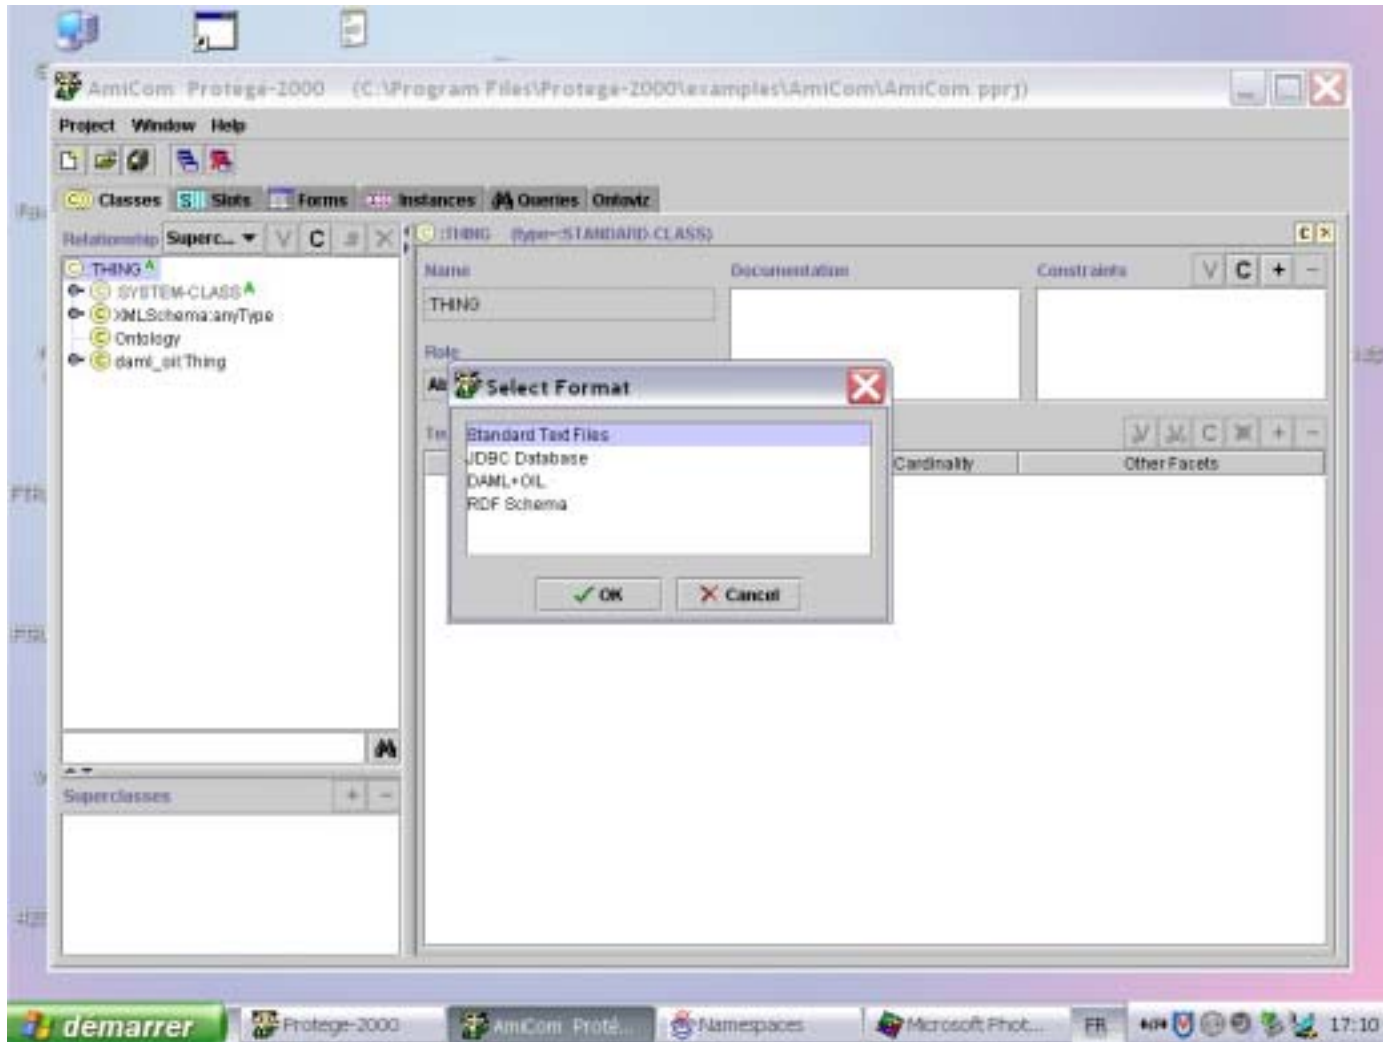 AmiCom Protégé-2000 (C:\Program Files\Protege-2000\examples\AmiCom\AmiCom.pprj)
Project Window Help
Classes Slots Forms Instances Queries Ontoviz
Relationship Superc... V C X
:THING (type=:STANDARD-CLASS) C X
THING A
SYSTEM-CLASS A
XMLSchema:anyType
Ontology
daml_oil:Thing
Name Documentation Constraints V C + -
THING
Role
Select Format
Standard Text Files
JDBC Database
DAML+OIL
RDF Schema
OK Cancel
Cardinality Other Facets
Superclasses + -
démarrer Protege-2000 AmiCom Proté... Namespaces Microsoft Phot... FR 17:10